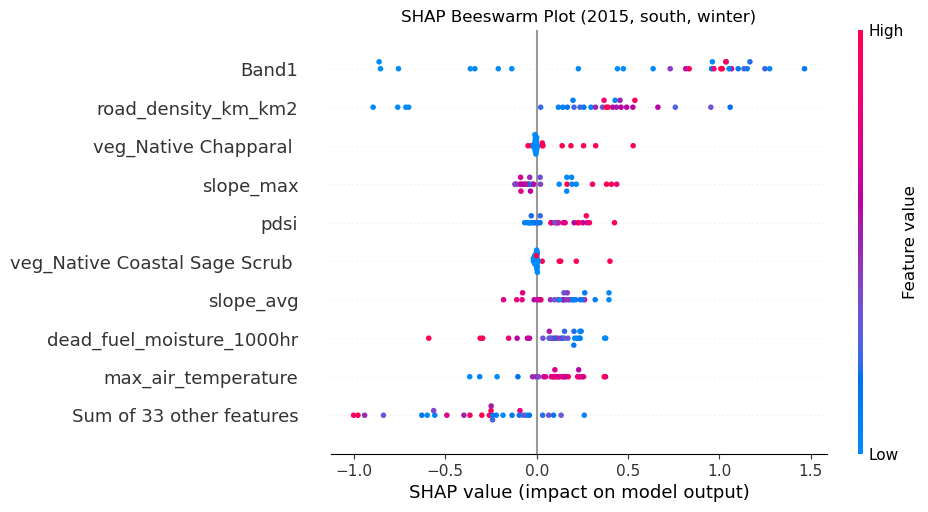 SHAP Beeswarm Plot (2015, south, winter)
High
Band1
road_density_km_km2
veg_Native Chapparal
slope_max
pdsi
veg_Native Coastal Sage Scrub
slope_avg
dead_fuel_moisture_1000hr
max_air_temperature
Sum of 33 other features
Feature value
Low
−1.0 −0.5 0.0 0.5 1.0 1.5
SHAP value (impact on model output)